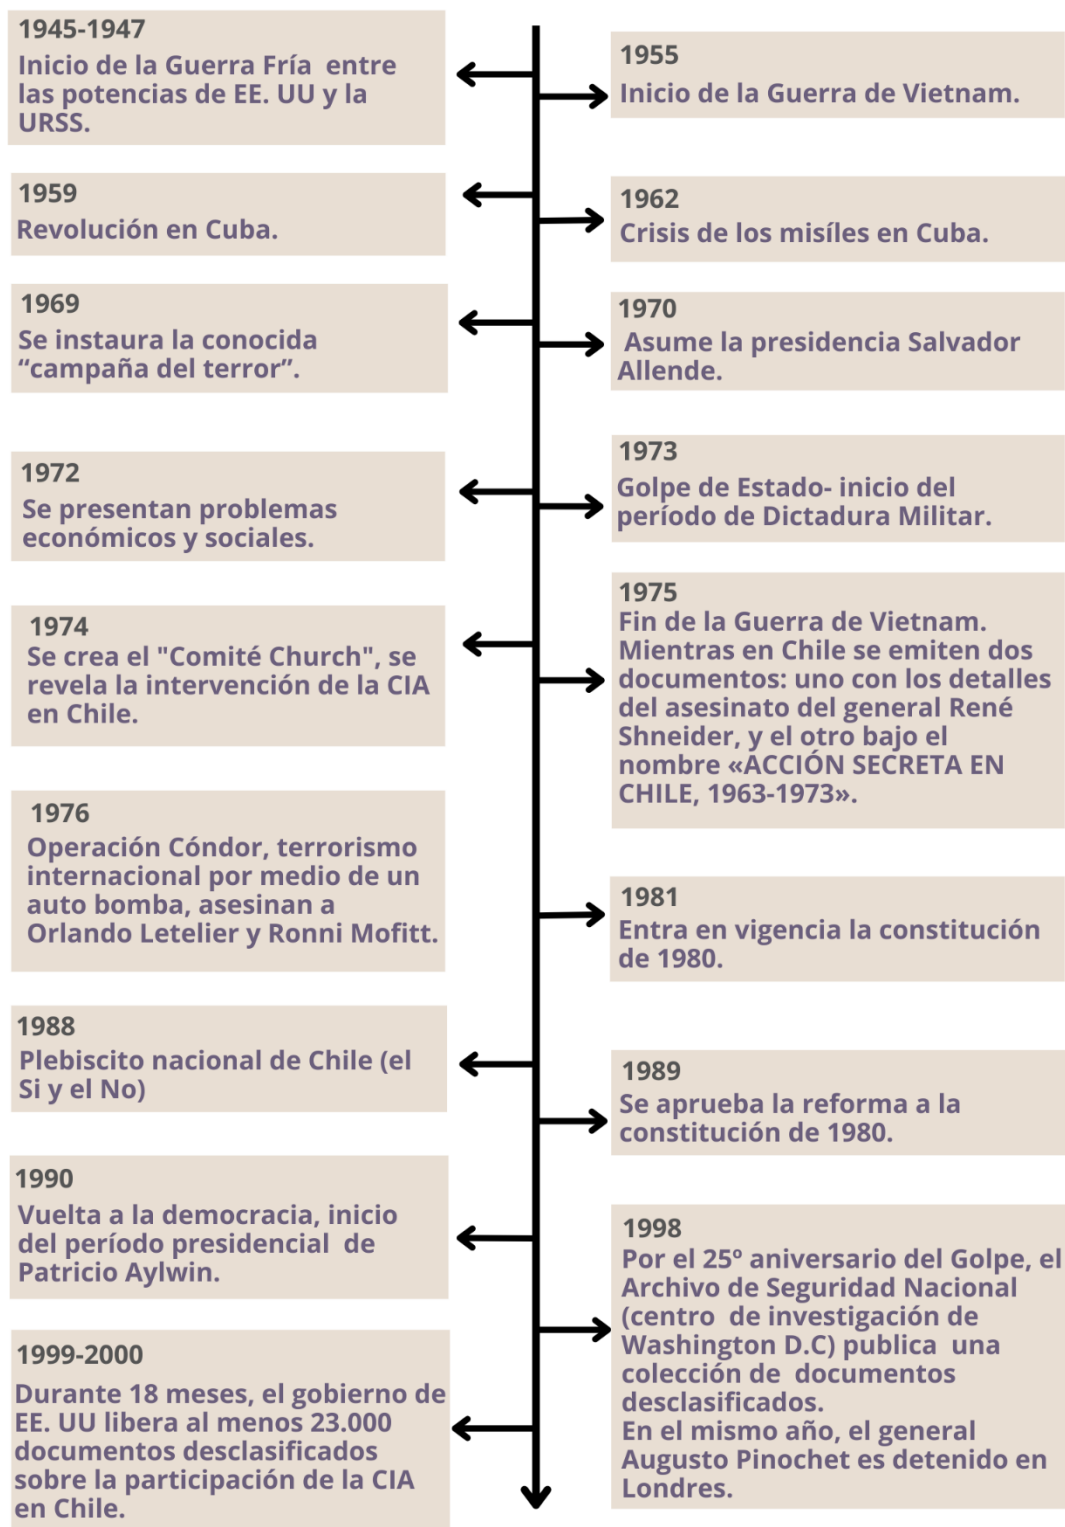 1945-1947
Inicio de la Guerra Fría entre
las potencias de EE. UU y la
URSS.
1955
Inicio de la Guerra de Vietnam.
1959
Revolución en Cuba.
1962
Crisis de los misíles en Cuba.
1969
Se instaura la conocida
“campaña del terror”.
1970
Asume la presidencia Salvador
Allende.
1972
Se presentan problemas
económicos y sociales.
1973
Golpe de Estado- inicio del
período de Dictadura Militar.
1974
Se crea el "Comité Church", se
revela la intervención de la CIA
en Chile.
1975
Fin de la Guerra de Vietnam.
Mientras en Chile se emiten dos
documentos: uno con los detalles
del asesinato del general René
Shneider, y el otro bajo el
nombre «ACCIÓN SECRETA EN
CHILE, 1963-1973».
1976
Operación Cóndor, terrorismo
internacional por medio de un
auto bomba, asesinan a
Orlando Letelier y Ronni Mofitt.
1981
Entra en vigencia la constitución
de 1980.
1988
Plebiscito nacional de Chile (el
Si y el No)
1989
Se aprueba la reforma a la
constitución de 1980.
1990
Vuelta a la democracia, inicio
del período presidencial de
Patricio Aylwin.
1998
Por el 25º aniversario del Golpe, el
Archivo de Seguridad Nacional
(centro de investigación de
Washington D.C) publica una
colección de documentos
desclasificados.
En el mismo año, el general
Augusto Pinochet es detenido en
Londres.
1999-2000
Durante 18 meses, el gobierno de
EE. UU libera al menos 23.000
documentos desclasificados
sobre la participación de la CIA
en Chile.